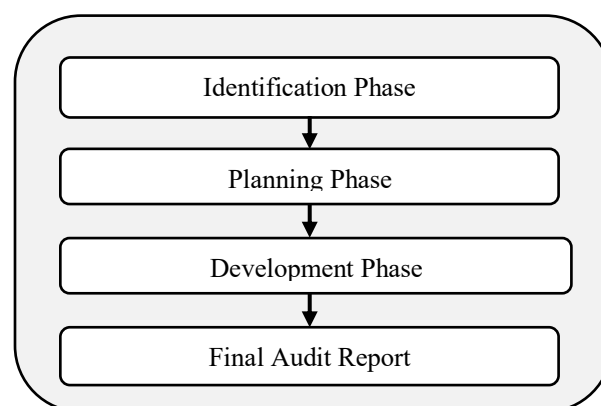 Identification Phase
Planning Phase
Development Phase
Final Audit Report